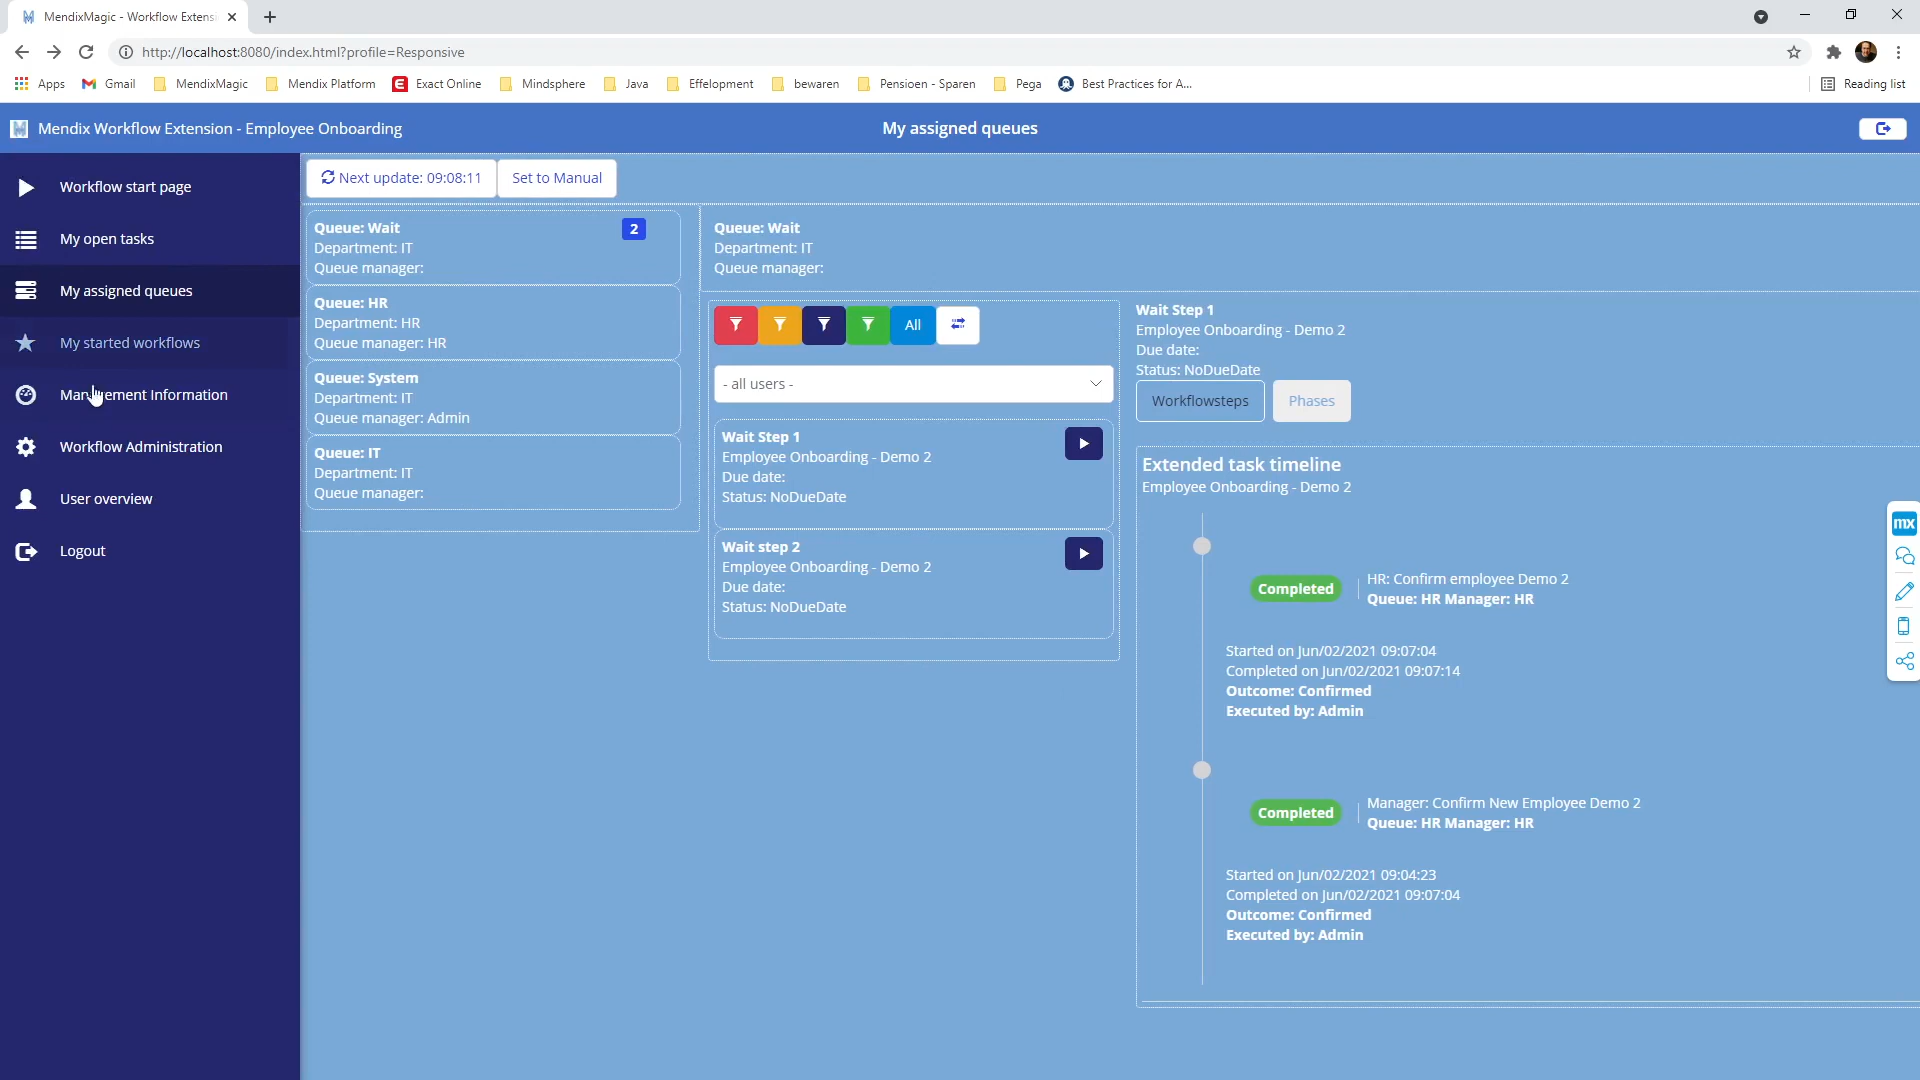 MendixMagic - Workflow Extens
http://localhost:8080/index.html?profile=Responsive
Apps
Gmail
MendixMagic
Mendix Platform
Exact Online
Mindsphere
Java
Effelopment
bewaren
Pensioen - Sparen
Pega
Best Practices for A...
Reading list
Mendix Workflow Extension - Employee Onboarding
My assigned queues
Workflow start page
My open tasks
My assigned queues
My started workflows
Management Information
Workflow Administration
User overview
Logout
Next update: 09:08:11
Set to Manual
Queue: Wait
2
Department: IT
Queue manager:
Queue: HR
Department: HR
Queue manager: HR
Queue: System
Department: IT
Queue manager: Admin
Queue: IT
Department: IT
Queue manager:
Queue: Wait
Department: IT
Queue manager:
All
- all users -
Wait Step 1
Employee Onboarding - Demo 2
Due date:
Status: NoDueDate
Wait step 2
Employee Onboarding - Demo 2
Due date:
Status: NoDueDate
Wait Step 1
Employee Onboarding - Demo 2
Due date:
Status: NoDueDate
Workflowsteps
Phases
Extended task timeline
Employee Onboarding - Demo 2
Completed
HR: Confirm employee Demo 2
Queue: HR Manager: HR
Started on Jun/02/2021 09:07:04
Completed on Jun/02/2021 09:07:14
Outcome: Confirmed
Executed by: Admin
Completed
Manager: Confirm New Employee Demo 2
Queue: HR Manager: HR
Started on Jun/02/2021 09:04:23
Completed on Jun/02/2021 09:07:04
Outcome: Confirmed
Executed by: Admin
mx